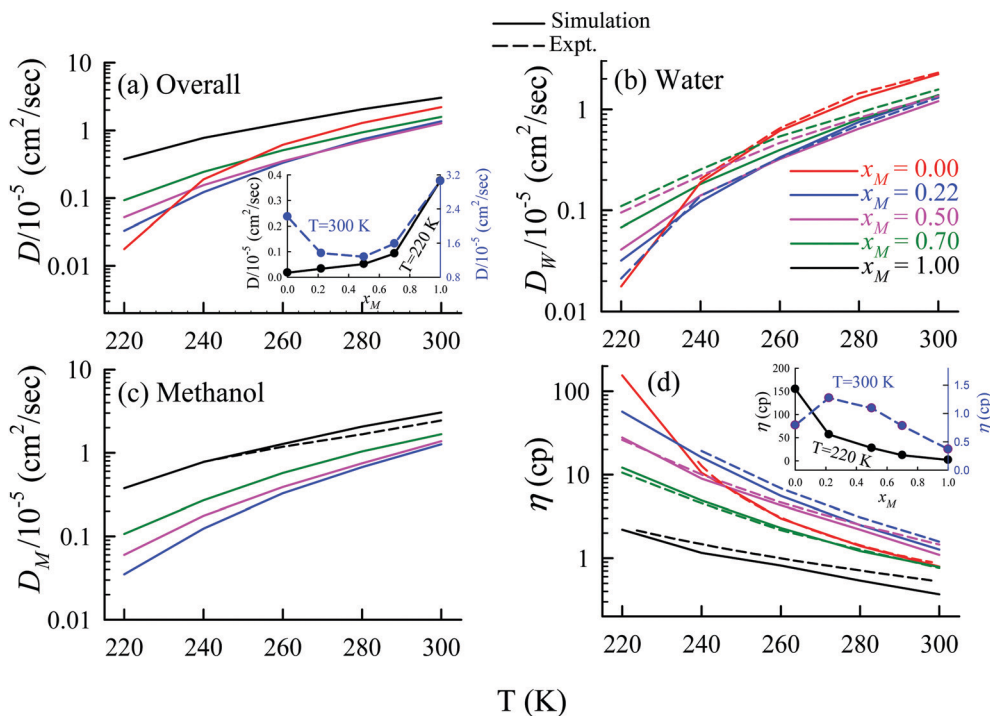 Simulation
Expt.
(a) Overall
D/10⁻⁵ (cm²/sec)
10
1
0.1
0.01
220 240 260 280 300
D/10⁻⁵ (cm²/sec)
0.4
0.3
0.2
0.1
0.0
T=300 K
T=220 K
3.2
2.4
1.6
0.8
D/10⁻⁵ (cm²/sec)
0.0 0.2 0.4 0.6 0.8 1.0
x_M
(b) Water
D_W/10⁻⁵ (cm²/sec)
1
0.1
0.01
x_M = 0.00
x_M = 0.22
x_M = 0.50
x_M = 0.70
x_M = 1.00
220 240 260 280 300
(c) Methanol
D_M/10⁻⁵ (cm²/sec)
10
1
0.1
0.01
220 240 260 280 300
(d)
η (cp)
100
10
1
220 240 260 280 300
η (cp)
200
150
100
50
0
T=300 K
T=220 K
1.5
1.0
0.5
0.0
η (cp)
0.0 0.2 0.4 0.6 0.8 1.0
x_M
T (K)